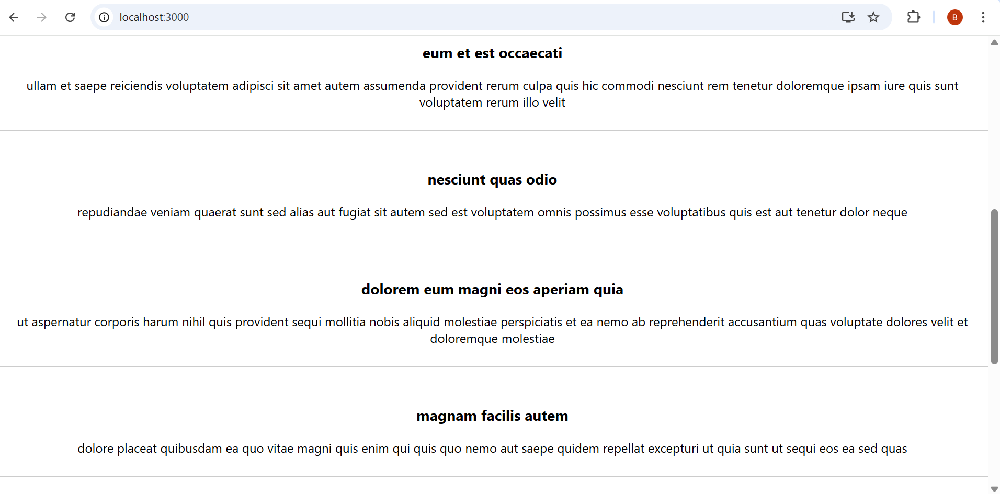 localhost:3000
B
eum et est occaecati
ullam et saepe reiciendis voluptatem adipisci sit amet autem assumenda provident rerum culpa quis hic commodi nesciunt rem tenetur doloremque ipsam iure quis sunt
voluptatem rerum illo velit
nesciunt quas odio
repudiandae veniam quaerat sunt sed alias aut fugiat sit autem sed est voluptatem omnis possimus esse voluptatibus quis est aut tenetur dolor neque
dolorem eum magni eos aperiam quia
ut aspernatur corporis harum nihil quis provident sequi mollitia nobis aliquid molestiae perspiciatis et ea nemo ab reprehenderit accusantium quas voluptate dolores velit et
doloremque molestiae
magnam facilis autem
dolore placeat quibusdam ea quo vitae magni quis enim qui quis quo nemo aut saepe quidem repellat excepturi ut quia sunt ut sequi eos ea sed quas